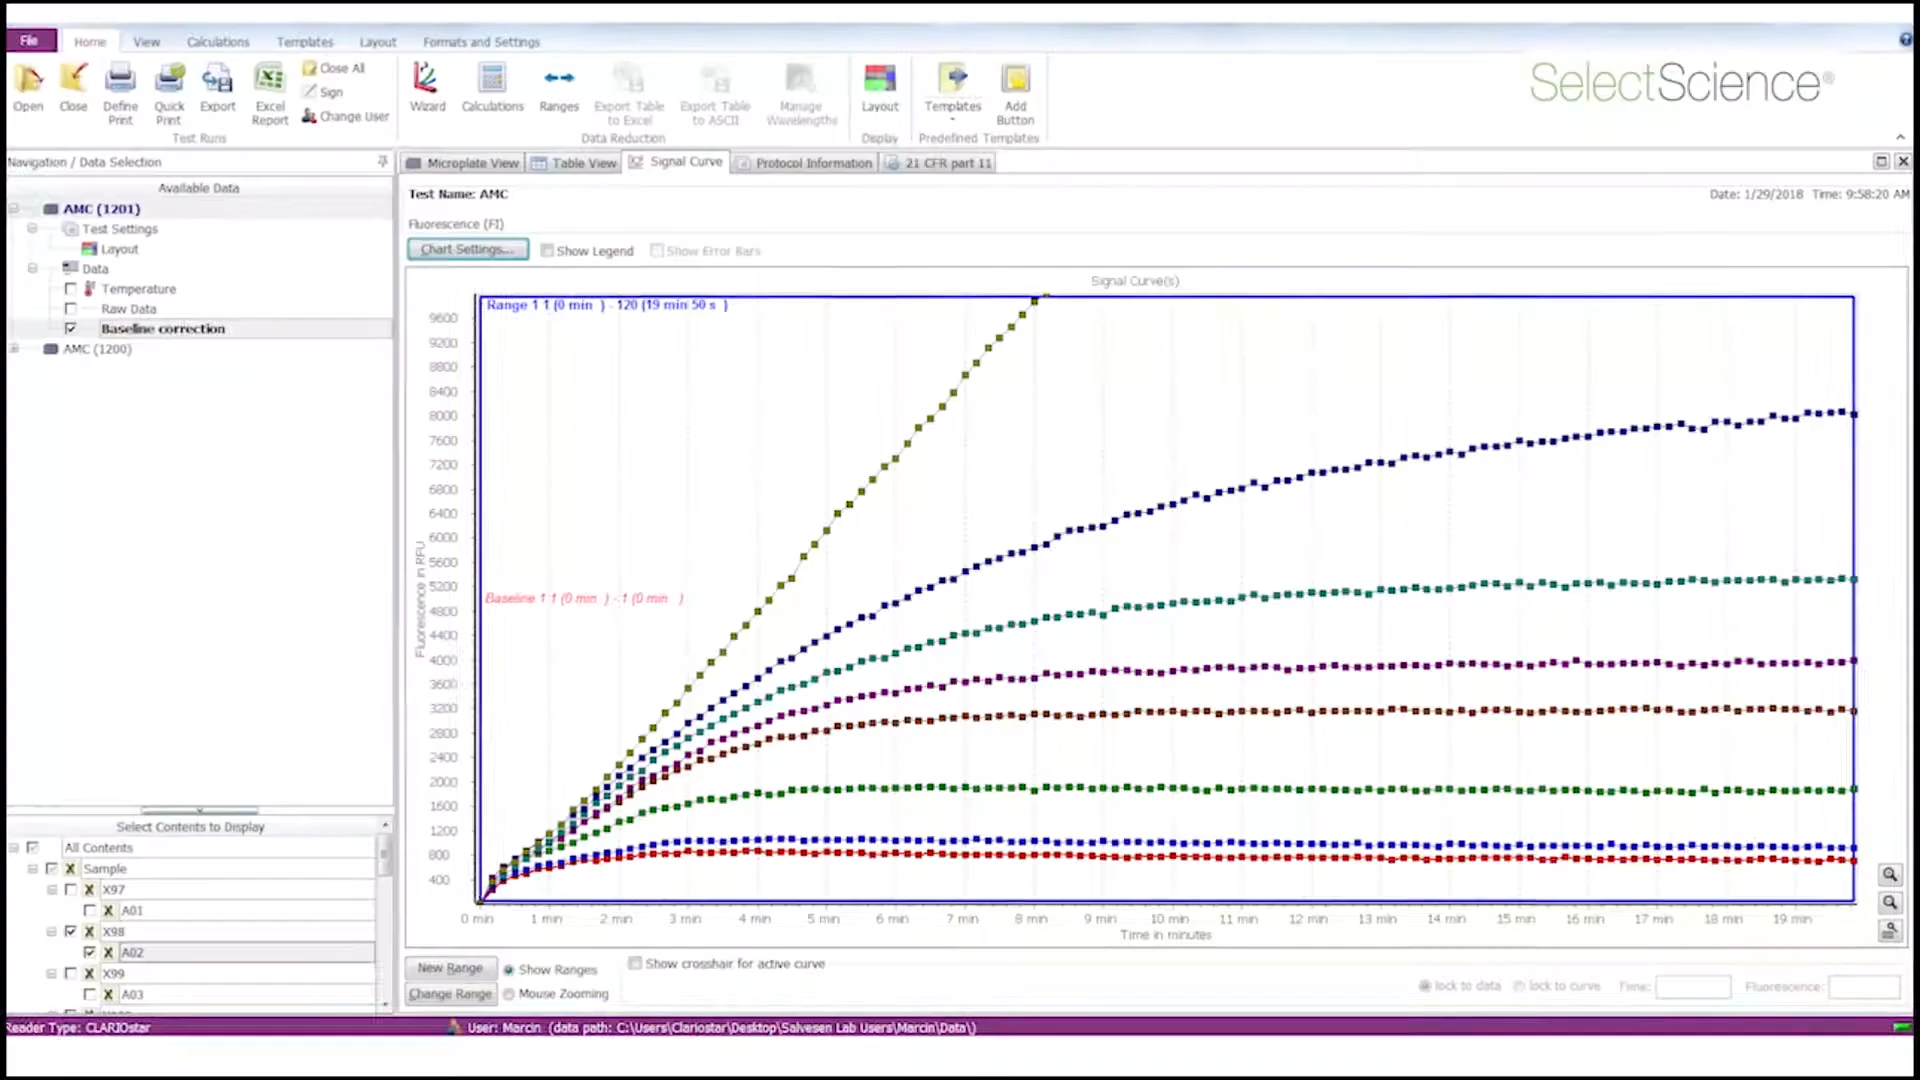 File Home View Calculations Templates Layout Formats and Settings
SelectScience®
Open Close Define Print Quick Print Export Excel Report
Close All
Sign
Change User
Test Runs
Wizard Calculations Ranges Export Table to Excel Export Table to ASCII Manage Wavelengths
Data Reduction
Layout
Display
Templates Add Button
Predefined Templates
Navigation / Data Selection
Available Data
AMC (1201)
Test Settings
Layout
Data
Temperature
Raw Data
Baseline correction
AMC (1200)
Microplate View Table View Signal Curve Protocol Information 21 CFR part 11
Test Name: AMC
Date: 1/29/2018 Time: 9:58:20 AM
Fluorescence (FI)
Chart Settings... Show Legend Show Error Bars
Signal Curve(s)
Range 1 1 (0 min ) - 120 (19 min 50 s )
Baseline 1 1 (0 min ) - 1 (0 min )
Fluorescence in RFU
9600
9200
8800
8400
8000
7600
7200
6800
6400
6000
5600
5200
4800
4400
4000
3600
3200
2800
2400
2000
1600
1200
800
400
0 min 1 min 2 min 3 min 4 min 5 min 6 min 7 min 8 min 9 min 10 min 11 min 12 min 13 min 14 min 15 min 16 min 17 min 18 min 19 min
Time in minutes
Select Contents to Display
All Contents
Sample
X97
A01
X98
A02
X99
A03
New Range Show Ranges Show crosshair for active curve
Change Range Mouse Zooming
lock to data lock to curve Time: Fluorescence:
Reader Type: CLARIOstar
User: Marcin (data path: C:\Users\Clariostar\Desktop\Salvesen Lab Users\Marcin\Data\)